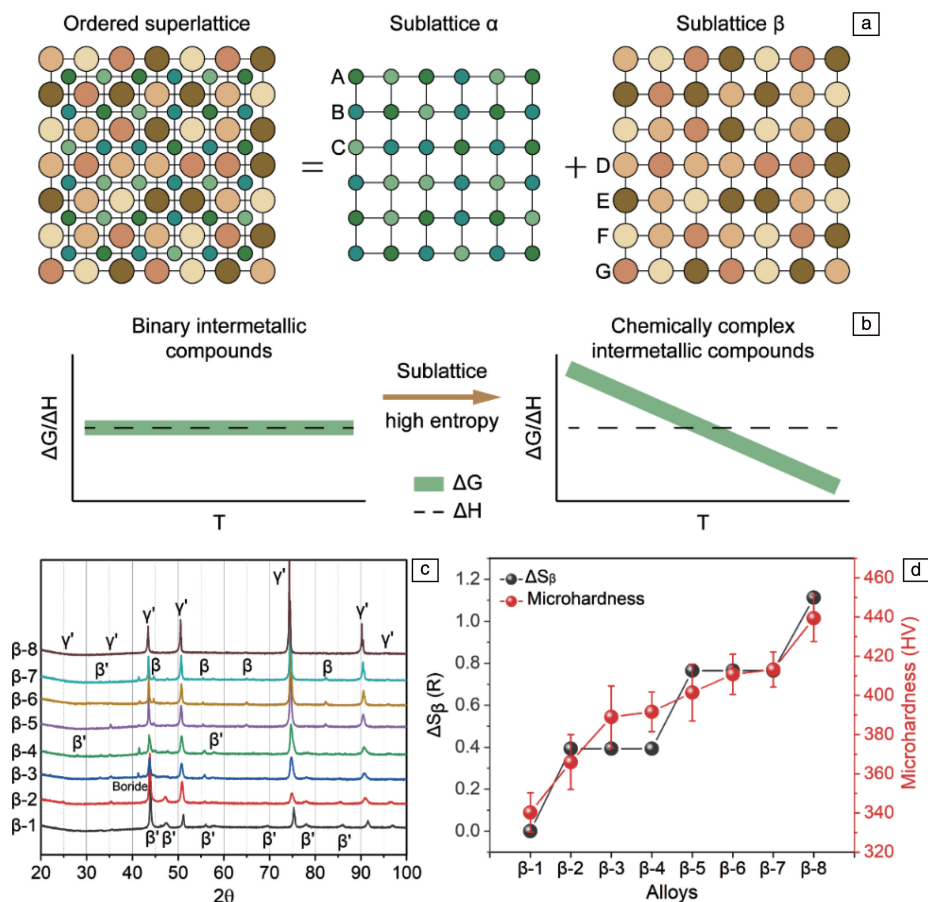 Ordered superlattice
Sublattice α
Sublattice β
a
A
B
C
=
+
D
E
F
G
b
Binary intermetallic
compounds
Chemically complex
intermetallic compounds
ΔG/ΔH
T
Sublattice
high entropy
ΔG
ΔH
ΔG/ΔH
T
c
γ'
γ' γ' γ' γ' γ' γ'
β-8
β' β β β β
β-7
β-6
β-5
β' β'
β-4
β-3
Boride
β-2
β-1
β' β' β' β' β' β'
20 30 40 50 60 70 80 90 100
2θ
d
ΔSβ
Microhardness
ΔSβ (R)
1.2
1.0
0.8
0.6
0.4
0.2
0.0
460
440
420
400
380
360
340
320
Microhardness (HV)
β-1 β-2 β-3 β-4 β-5 β-6 β-7 β-8
Alloys